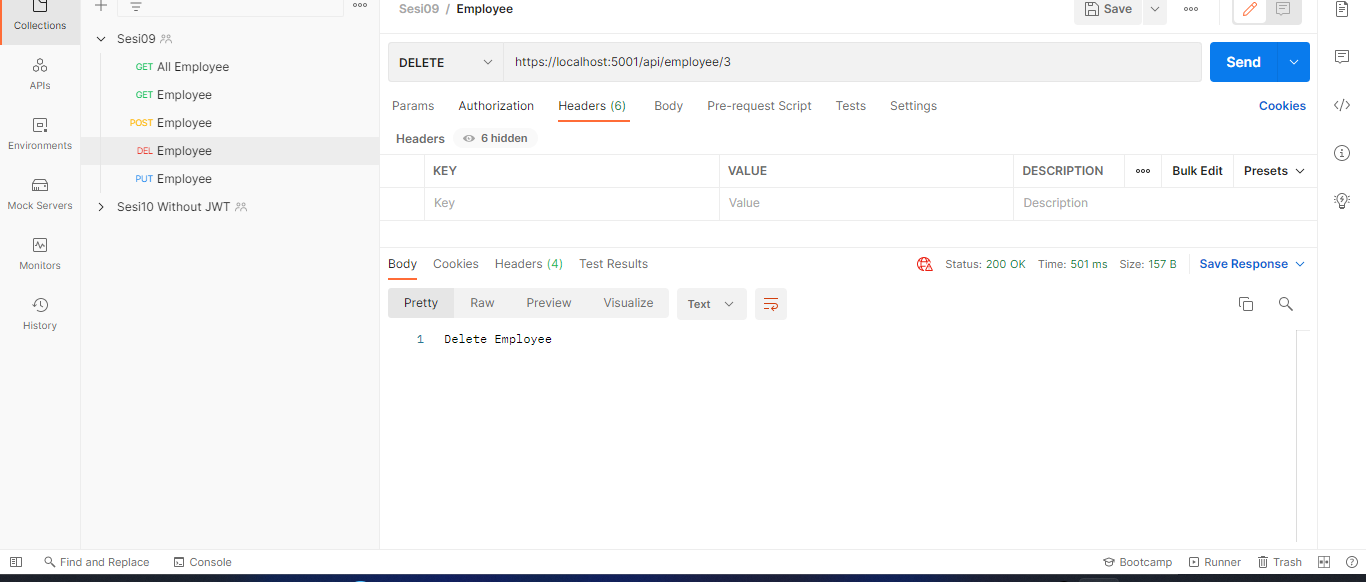 Collections
APIs
Environments
Mock Servers
Monitors
History
Sesi09
GET All Employee
GET Employee
POST Employee
DEL Employee
PUT Employee
Sesi10 Without JWT
Sesi09 / Employee
Save
DELETE
https://localhost:5001/api/employee/3
Send
Params Authorization Headers (6) Body Pre-request Script Tests Settings Cookies
Headers 6 hidden
KEY VALUE DESCRIPTION Bulk Edit Presets
Key Value Description
Body Cookies Headers (4) Test Results Status: 200 OK Time: 501 ms Size: 157 B Save Response
Pretty Raw Preview Visualize Text
1 Delete Employee
Find and Replace Console Bootcamp Runner Trash